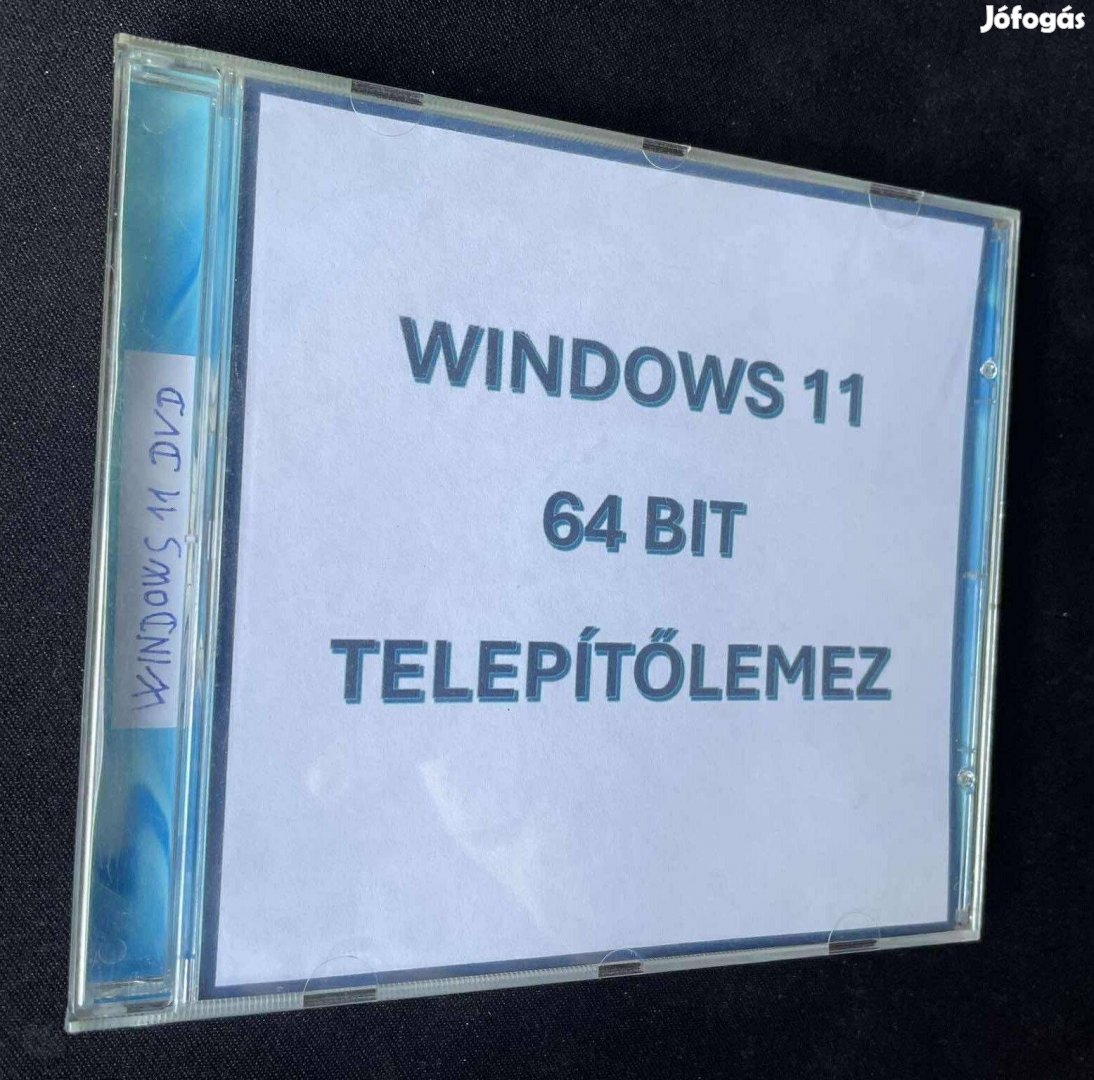 Jófogás
WINDOWS 11
64 BIT
TELEPÍTŐLEMEZ
WINDOWS 11 DVD